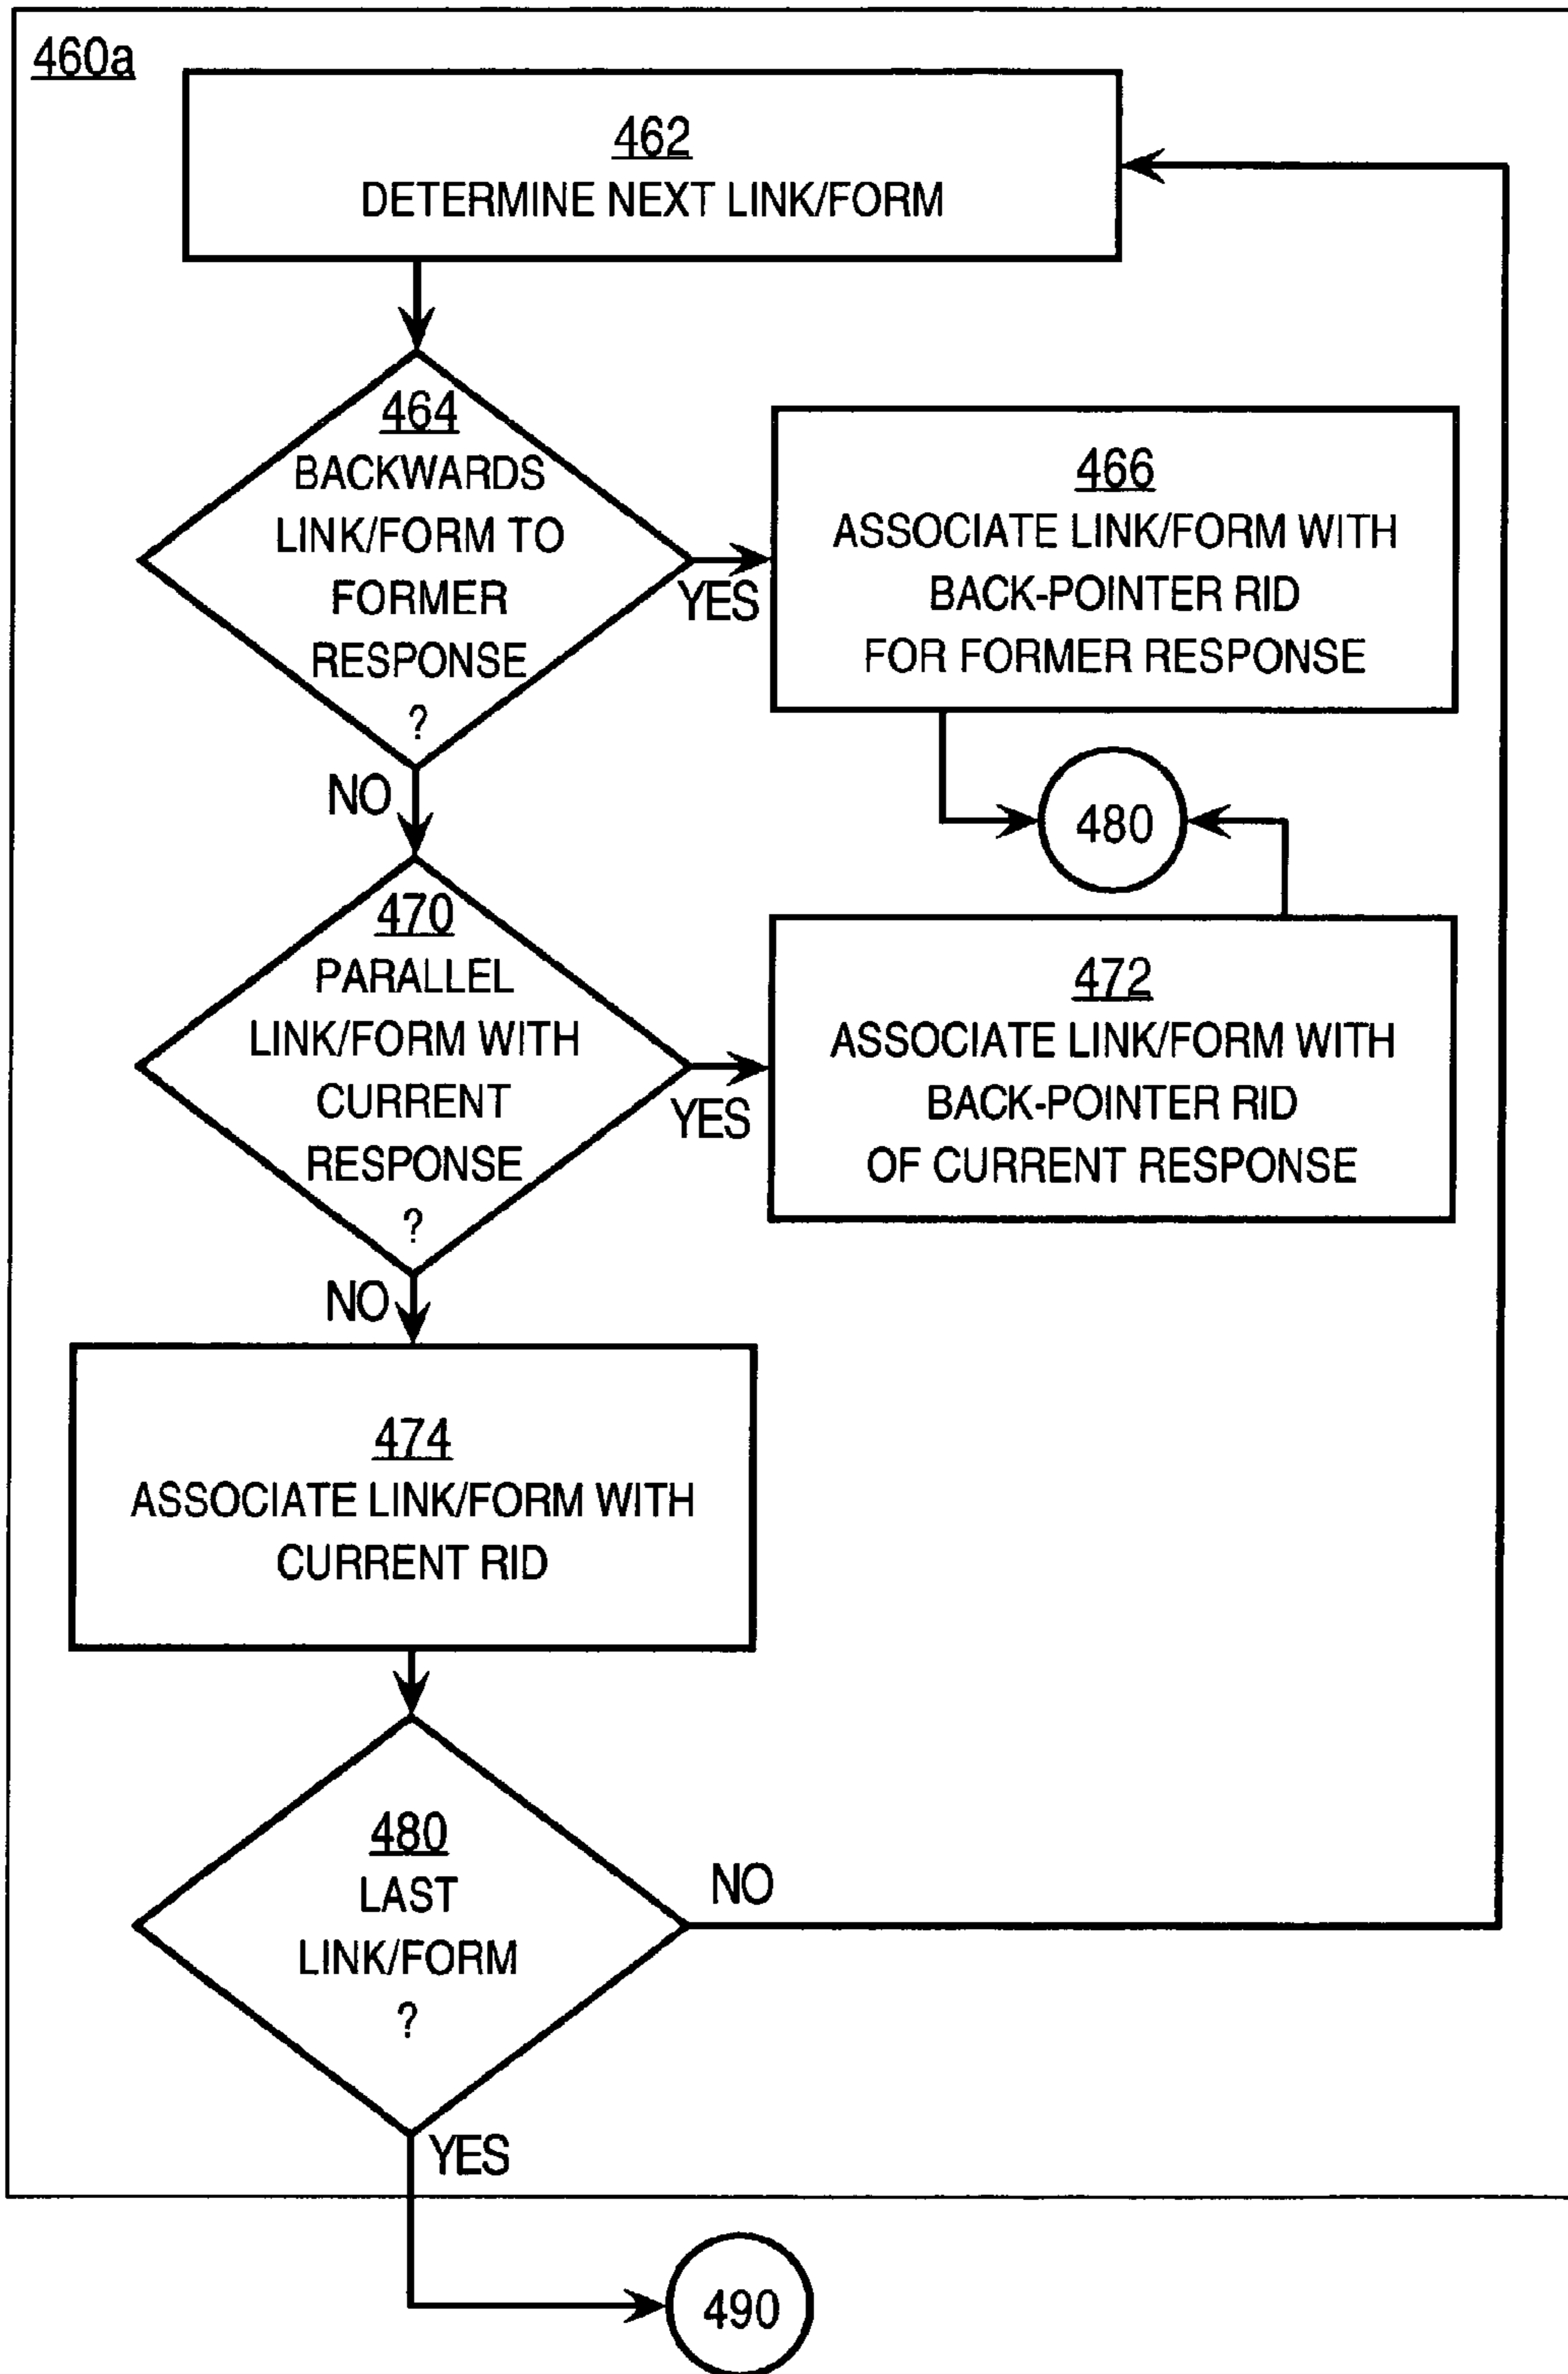 460a
462
DETERMINE NEXT LINK/FORM
464
BACKWARDS
LINK/FORM TO
FORMER
RESPONSE
?
YES
466
ASSOCIATE LINK/FORM WITH
BACK-POINTER RID
FOR FORMER RESPONSE
NO
480
470
PARALLEL
LINK/FORM WITH
CURRENT
RESPONSE
?
YES
472
ASSOCIATE LINK/FORM WITH
BACK-POINTER RID
OF CURRENT RESPONSE
NO
474
ASSOCIATE LINK/FORM WITH
CURRENT RID
480
LAST
LINK/FORM
?
NO
YES
490